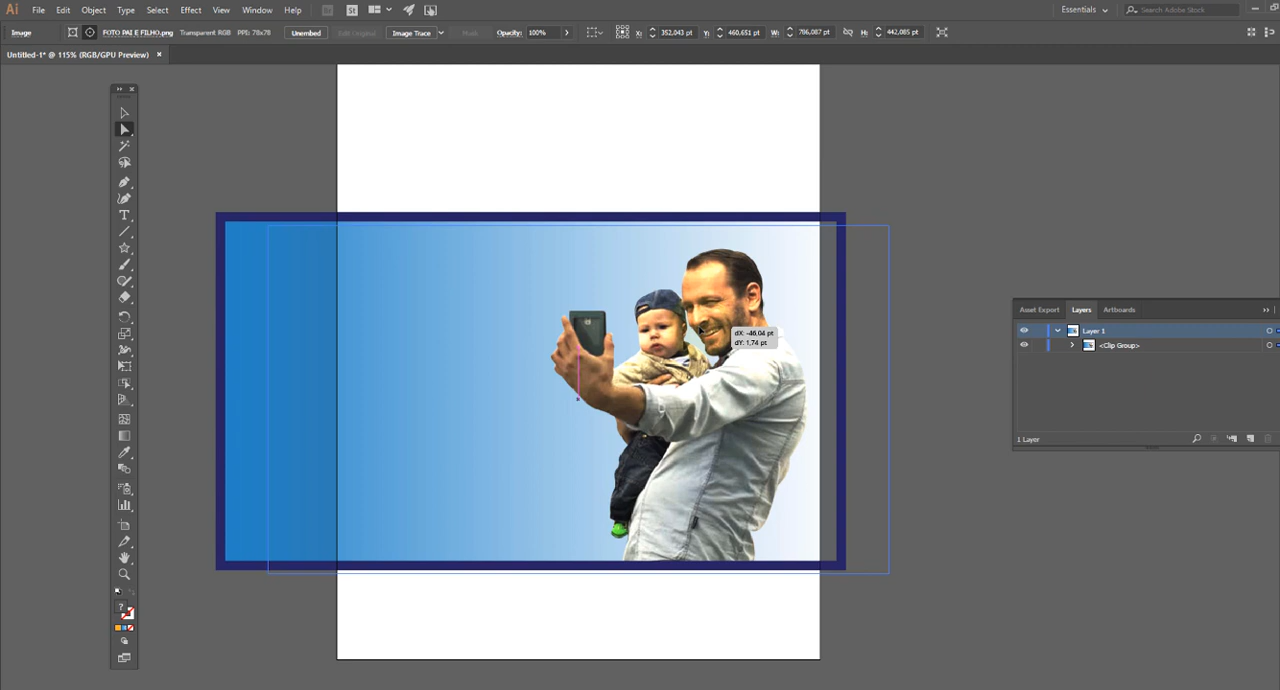 Ai File Edit Object Type Select Effect View Window Help Br St Essentials Search Adobe Stock
Image FOTO PAI E FILHO.png Transparent RGB PPI: 78x78 Unembed Edit Original Image Trace Mask Opacity: 100% X: 352,043 pt Y: 460,651 pt W: 786,087 pt H: 442,085 pt
Untitled-1* @ 115% (RGB/GPU Preview) ×
dX: -46,04 pt
dY: 1,74 pt
Asset Export Layers Artboards
Layer 1
<Clip Group>
1 Layer